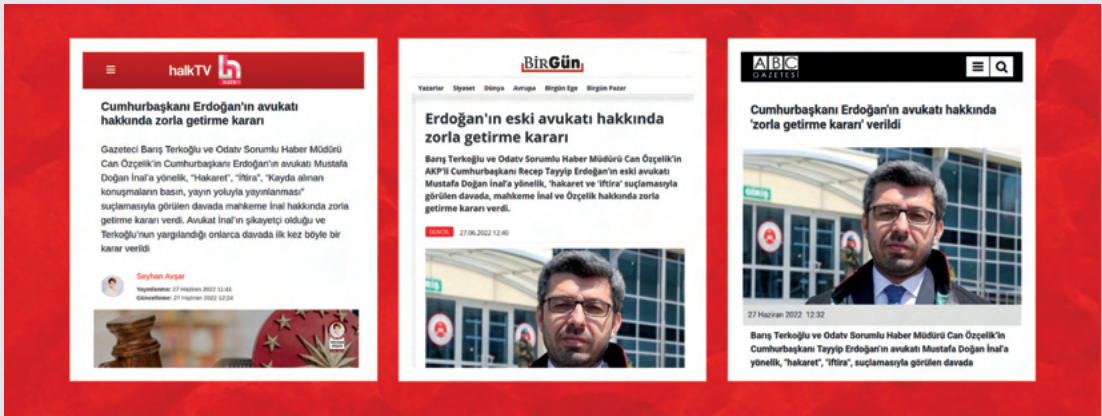 halkTV
Cumhurbaşkanı Erdoğan'ın avukatı
hakkında zorla getirme kararı
Gazeteci Barış Terkoğlu ve Odatv Sorumlu Haber Müdürü
Can Özçelik'in Cumhurbaşkanı Erdoğan'ın avukatı Mustafa
Doğan İnal'a yönelik, "Hakaret", "İftira", "Kayda alınan
konuşmaların basın, yayın yoluyla yayınlanması"
suçlamasıyla görülen davada mahkeme İnal hakkında zorla
getirme kararı verdi. Avukat İnal'ın şikayetçi olduğu ve
Terkoğlu'nun yargılandığı onlarca davada ilk kez böyle bir
karar verildi
Seyhan Avşar
Yayınlanma: 27 Haziran 2022 11:41
Güncelleme: 27 Haziran 2022 12:24
BirGün
Yazarlar Siyaset Dünya Avrupa Birgün Ege Birgün Pazar
Erdoğan'ın eski avukatı hakkında
zorla getirme kararı
Barış Terkoğlu ve Odatv Sorumlu Haber Müdürü Can Özçelik'in
AKP'li Cumhurbaşkanı Recep Tayyip Erdoğan'ın eski avukatı
Mustafa Doğan İnal'a yönelik, 'hakaret ve 'iftira' suçlamasıyla
görülen davada, mahkeme İnal ve Özçelik hakkında zorla
getirme kararı verdi.
GÜNCEL 27.06.2022 12:40
ABC
GAZETESİ
Cumhurbaşkanı Erdoğan'ın avukatı hakkında
'zorla getirme kararı' verildi
GİRİŞ
27 Haziran 2022 12:32
Barış Terkoğlu ve Odatv Sorumlu Haber Müdürü Can Özçelik'in
Cumhurbaşkanı Tayyip Erdoğan'ın avukatı Mustafa Doğan İnal'a
yönelik, "hakaret", "iftira", suçlamasıyla görülen davada